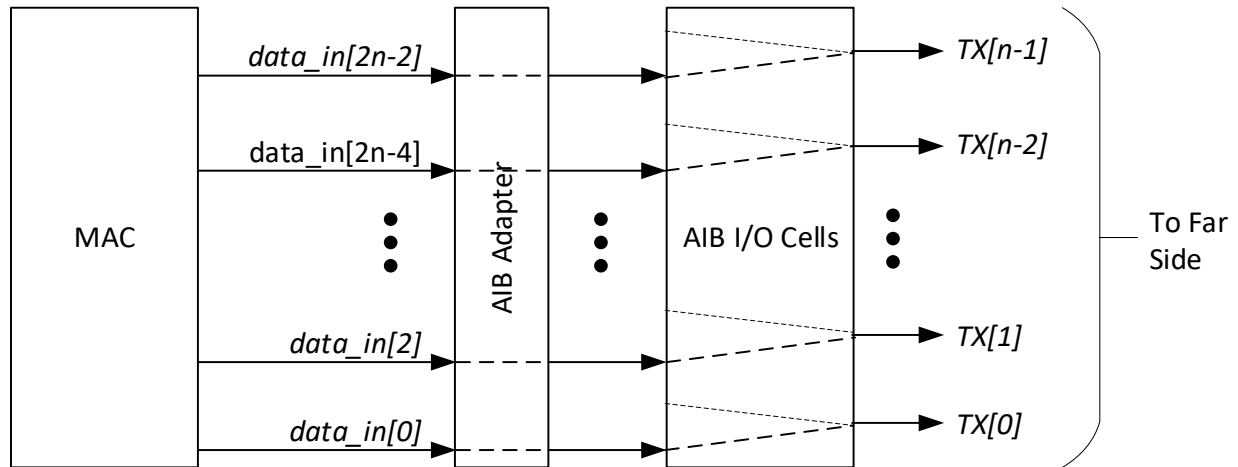 data_in[2n-2]
TX[n-1]
data_in[2n-4]
TX[n-2]
MAC
AIB Adapter
AIB I/O Cells
To Far
Side
data_in[2]
TX[1]
data_in[0]
TX[0]